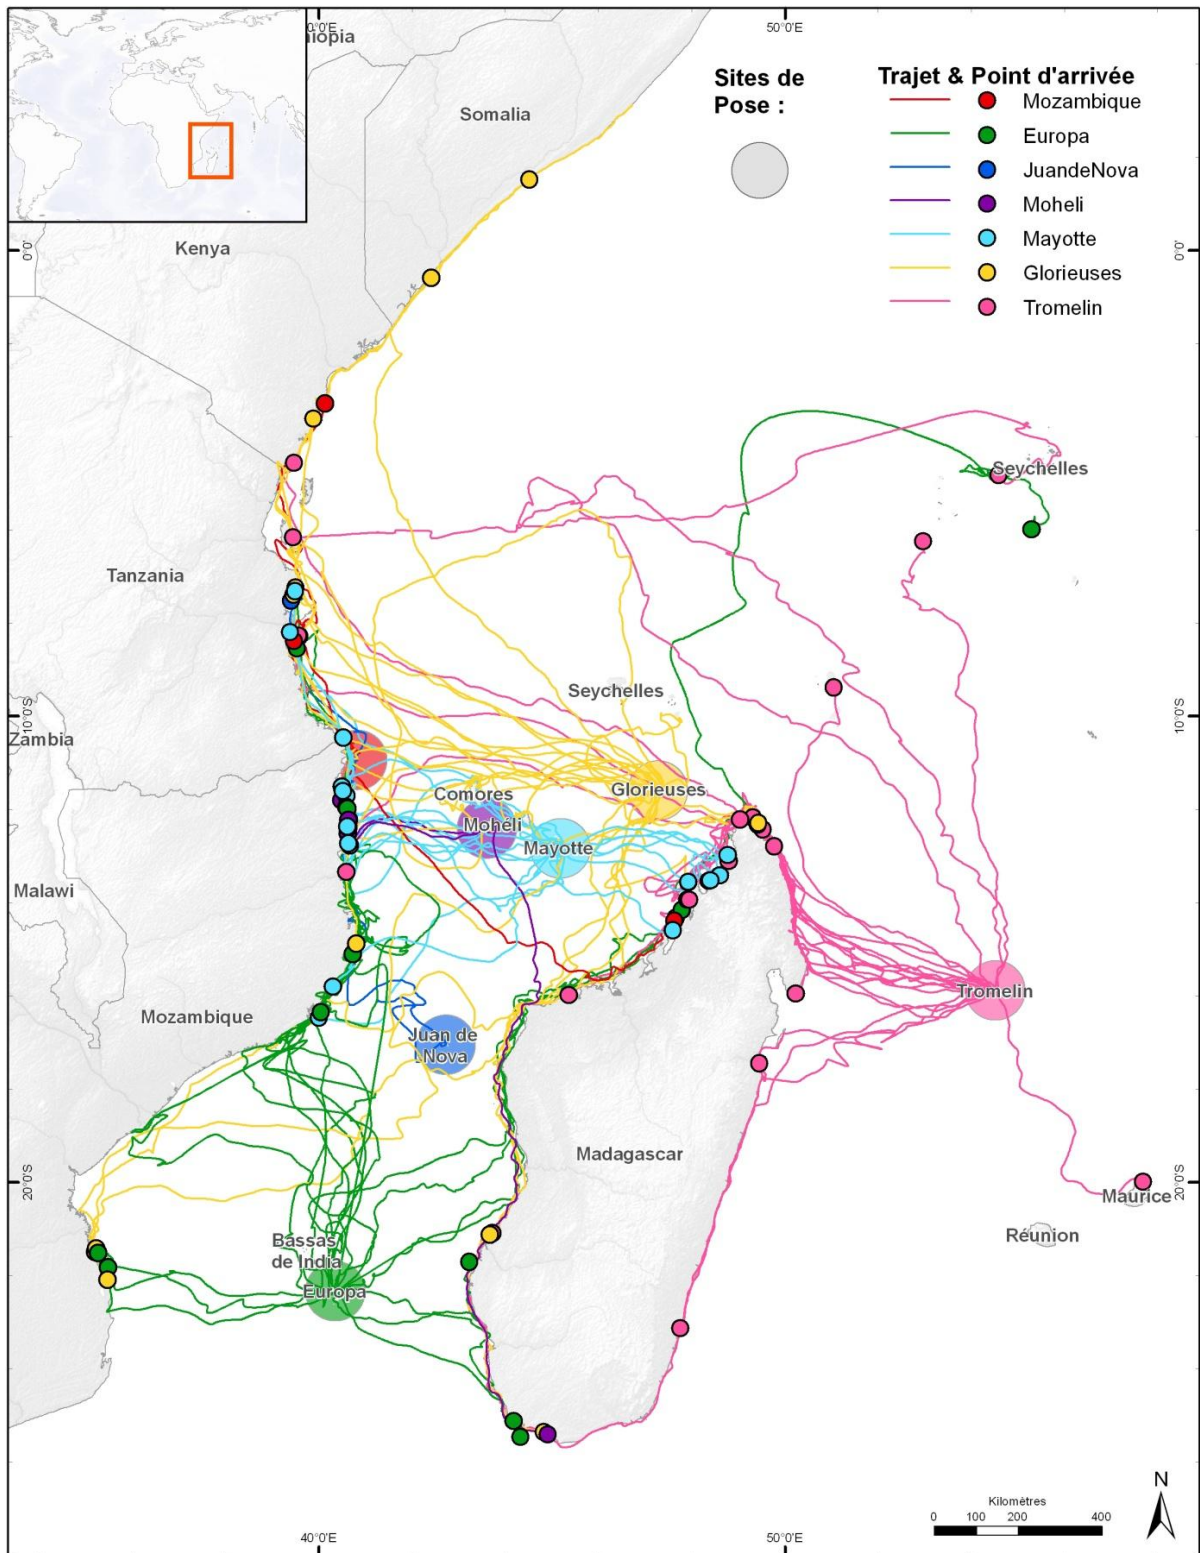 0°0'E
50°0'E
hiopia
Somalia
Sites de
Pose :
Trajet & Point d'arrivée
Mozambique
Europa
JuandeNova
Moheli
Mayotte
Glorieuses
Tromelin
Kenya
0°0'
0°0'
Seychelles
Tanzania
Seychelles
10°0'S
10°0'S
Zambia
Glorieuses
Comores
Mohéli
Mayotte
Malawi
Tromelin
Mozambique
Juan de
Nova
Madagascar
20°0'S
20°0'S
Maurice
Réunion
Bassas
de India
Europa
N
Kilomètres
0 100 200 400
40°0'E
50°0'E